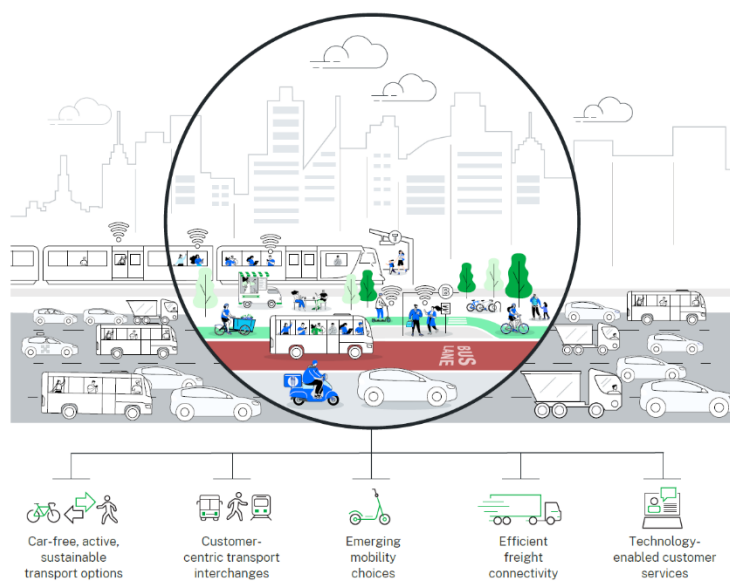 T
B
BUS
LANE
Car-free, active,
sustainable
transport options
Customer-
centric transport
interchanges
Emerging
mobility
choices
Efficient
freight
connectivity
Technology-
enabled customer
services